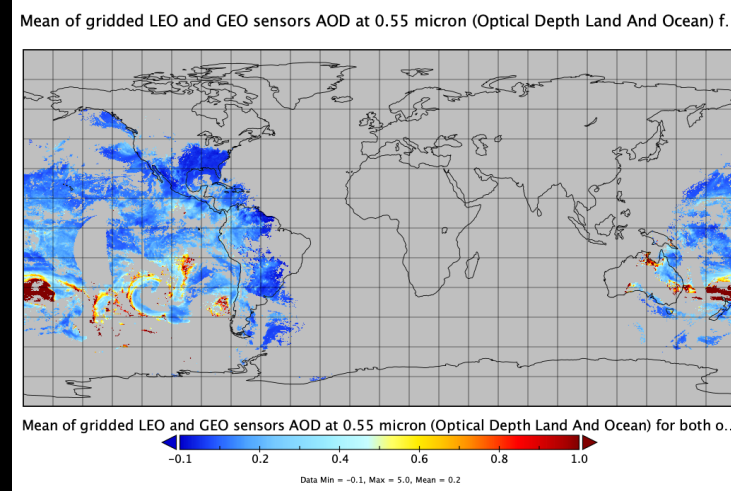 Mean of gridded LEO and GEO sensors AOD at 0.55 micron (Optical Depth Land And Ocean) f..
Mean of gridded LEO and GEO sensors AOD at 0.55 micron (Optical Depth Land And Ocean) for both o...
-0.1 0.2 0.4 0.6 0.8 1.0
Data Min = -0.1, Max = 5.0, Mean = 0.2